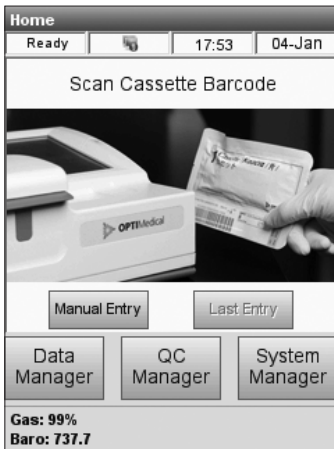 Home
Ready 17:53 04-Jan
Scan Cassette Barcode
OPTIMedical
Manual Entry Last Entry
Data Manager QC Manager System Manager
Gas: 99%
Baro: 737.7